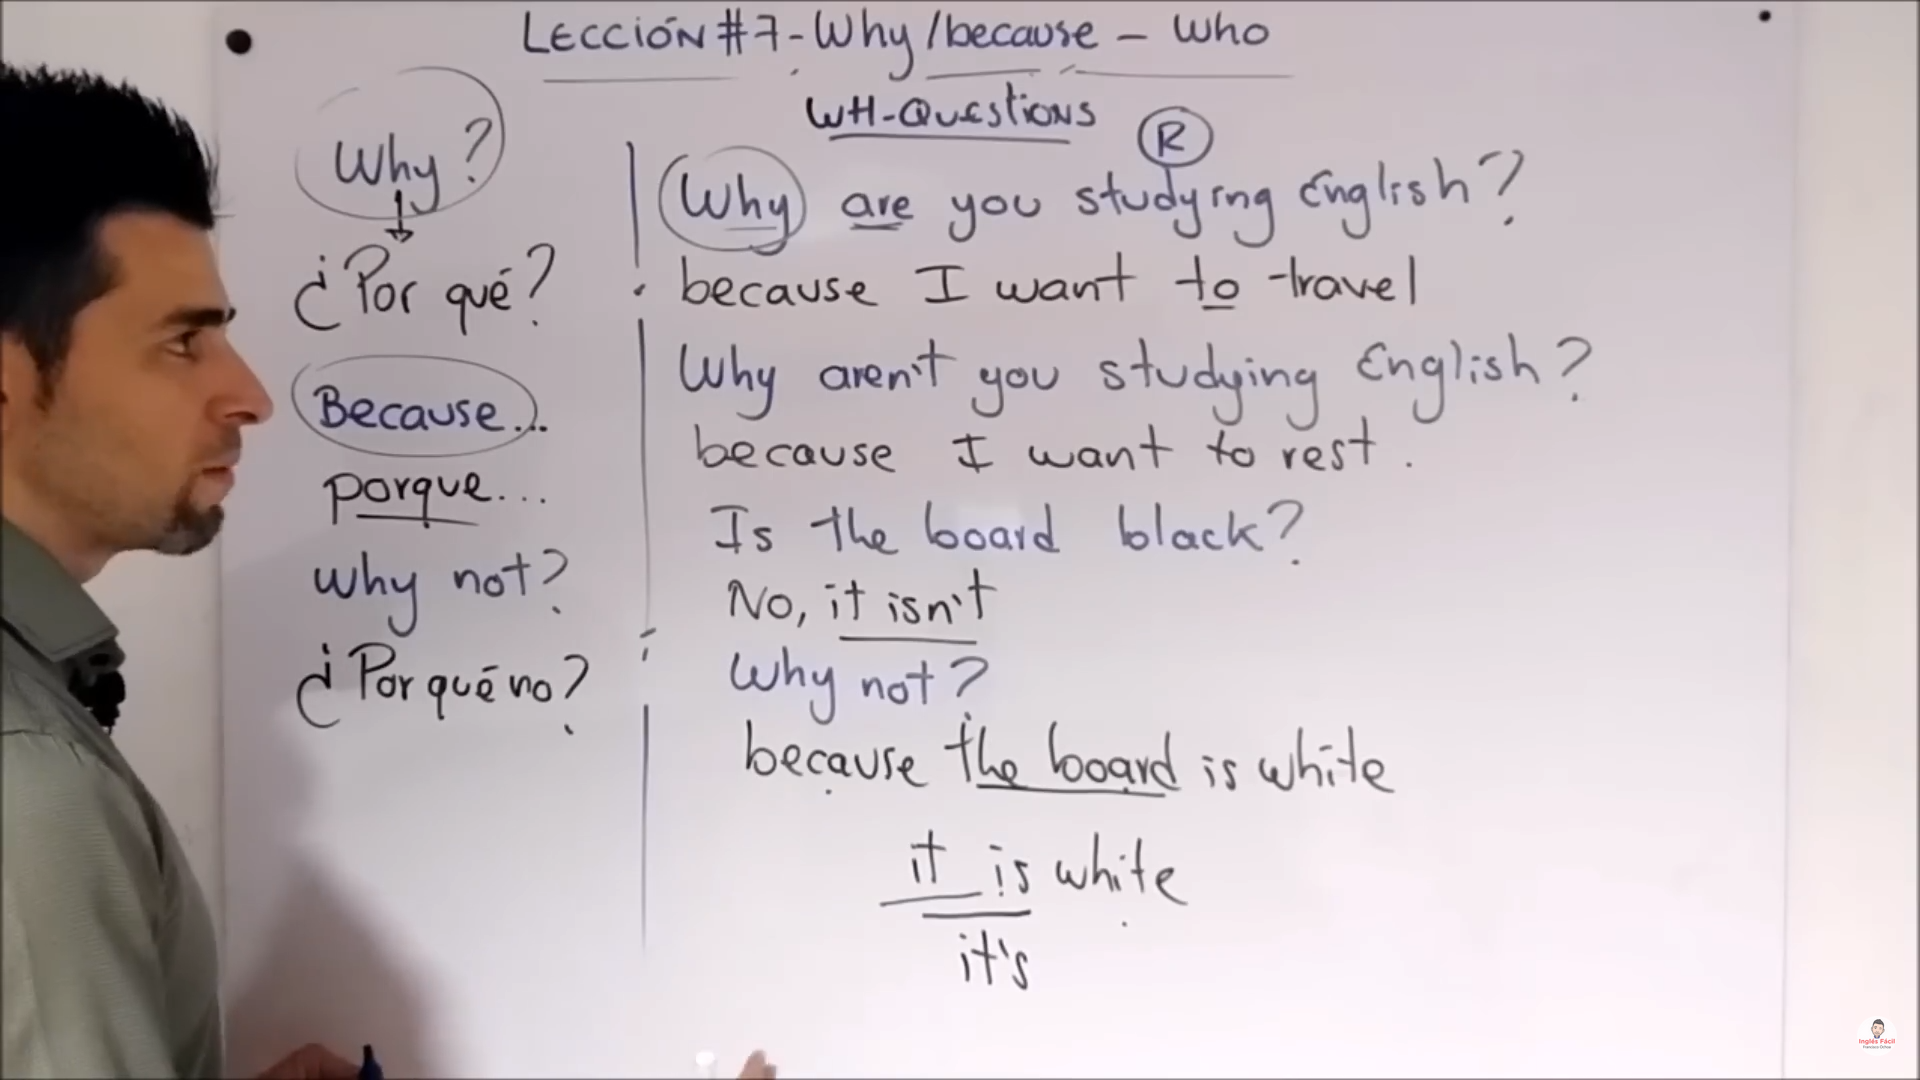 LECCIÓN #7 - Why/because - WHO
WH-QUESTIONS
Why?
¿Por qué?
Because...
porque...
why not?
¿Por qué no?
R
Why are you studying English?
because I want to travel
Why aren't you studying English?
because I want to rest.
Is the board black?
No, it isn't
Why not?
because the board is white
it is white
it's
Inglés Fácil